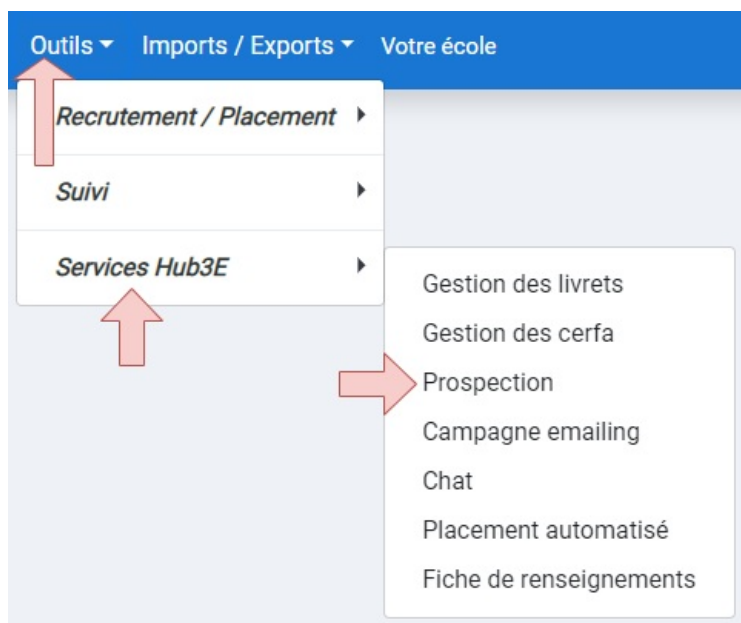 Outils Imports / Exports Votre école
Recrutement / Placement
Suivi
Services Hub3E
Gestion des livrets
Gestion des cerfa
Prospection
Campagne emailing
Chat
Placement automatisé
Fiche de renseignements